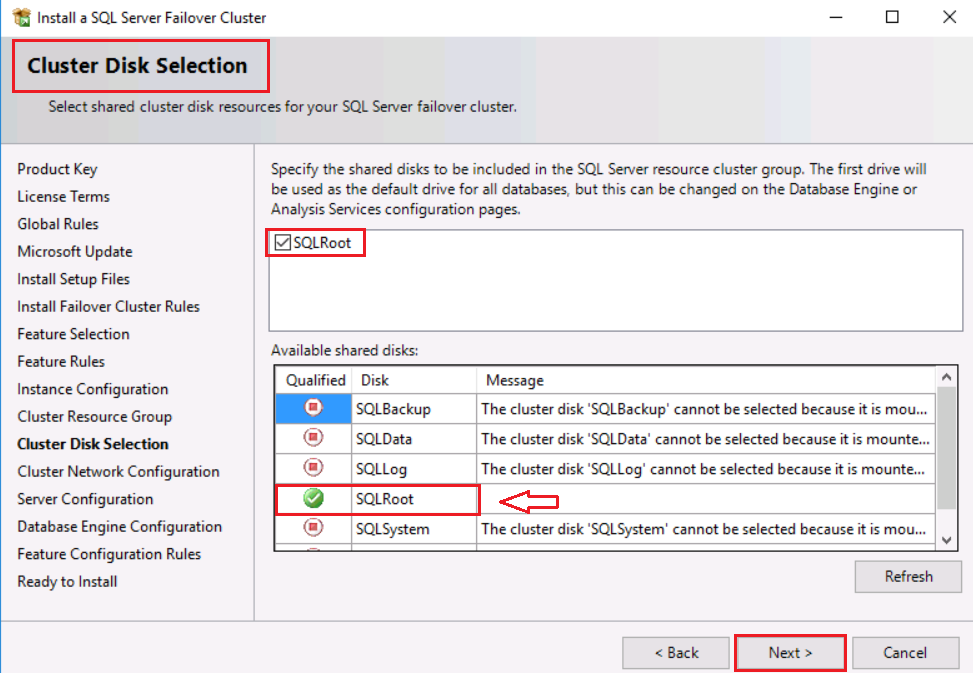 Install a SQL Server Failover Cluster
Cluster Disk Selection
Select shared cluster disk resources for your SQL Server failover cluster.
Product Key
License Terms
Global Rules
Microsoft Update
Install Setup Files
Install Failover Cluster Rules
Feature Selection
Feature Rules
Instance Configuration
Cluster Resource Group
Cluster Disk Selection
Cluster Network Configuration
Server Configuration
Database Engine Configuration
Feature Configuration Rules
Ready to Install
Specify the shared disks to be included in the SQL Server resource cluster group. The first drive will
be used as the default drive for all databases, but this can be changed on the Database Engine or
Analysis Services configuration pages.
SQLRoot
Available shared disks:
Qualified Disk Message
SQLBackup The cluster disk 'SQLBackup' cannot be selected because it is mou...
SQLData The cluster disk 'SQLData' cannot be selected because it is mounte...
SQLLog The cluster disk 'SQLLog' cannot be selected because it is mounte...
SQLRoot
SQLSystem The cluster disk 'SQLSystem' cannot be selected because it is mou...
Refresh
< Back Next > Cancel